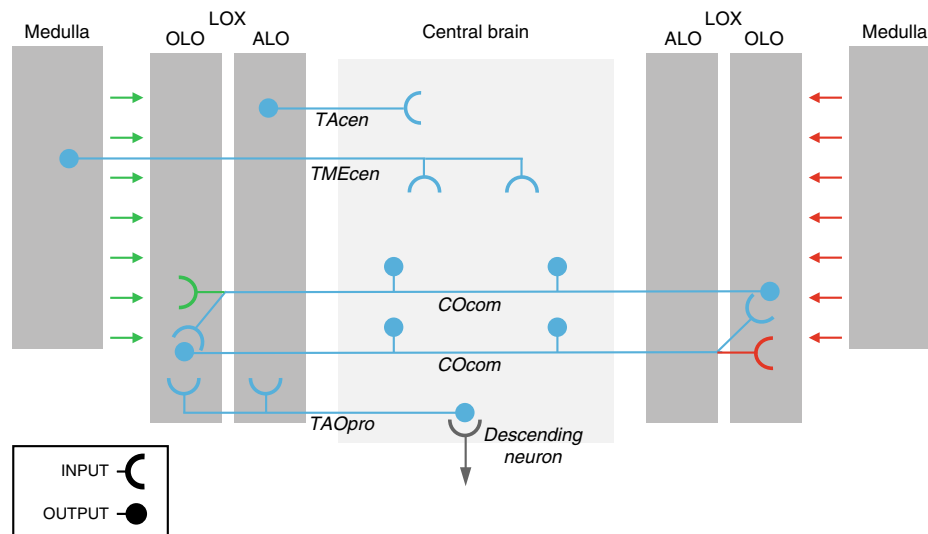 LOX
LOX
Medulla
OLO
ALO
Central brain
ALO
OLO
Medulla
TAcen
TMEcen
COcom
COcom
TAOpro
Descending
neuron
INPUT
OUTPUT